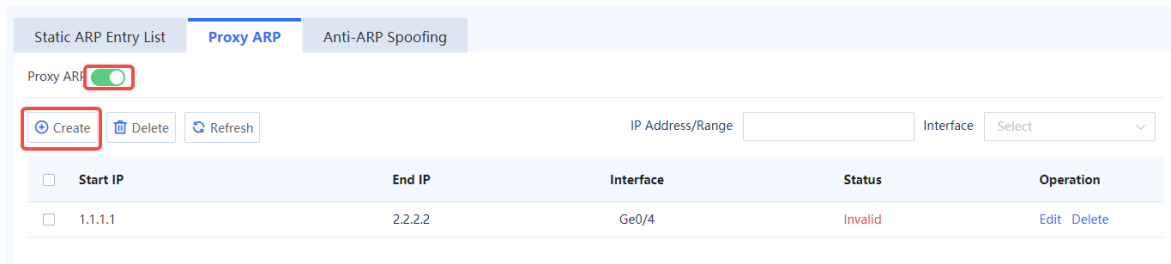 Static ARP Entry List Proxy ARP Anti-ARP Spoofing
Proxy ARP
Create Delete Refresh IP Address/Range Interface Select
Start IP End IP Interface Status Operation
1.1.1.1 2.2.2.2 Ge0/4 Invalid Edit Delete